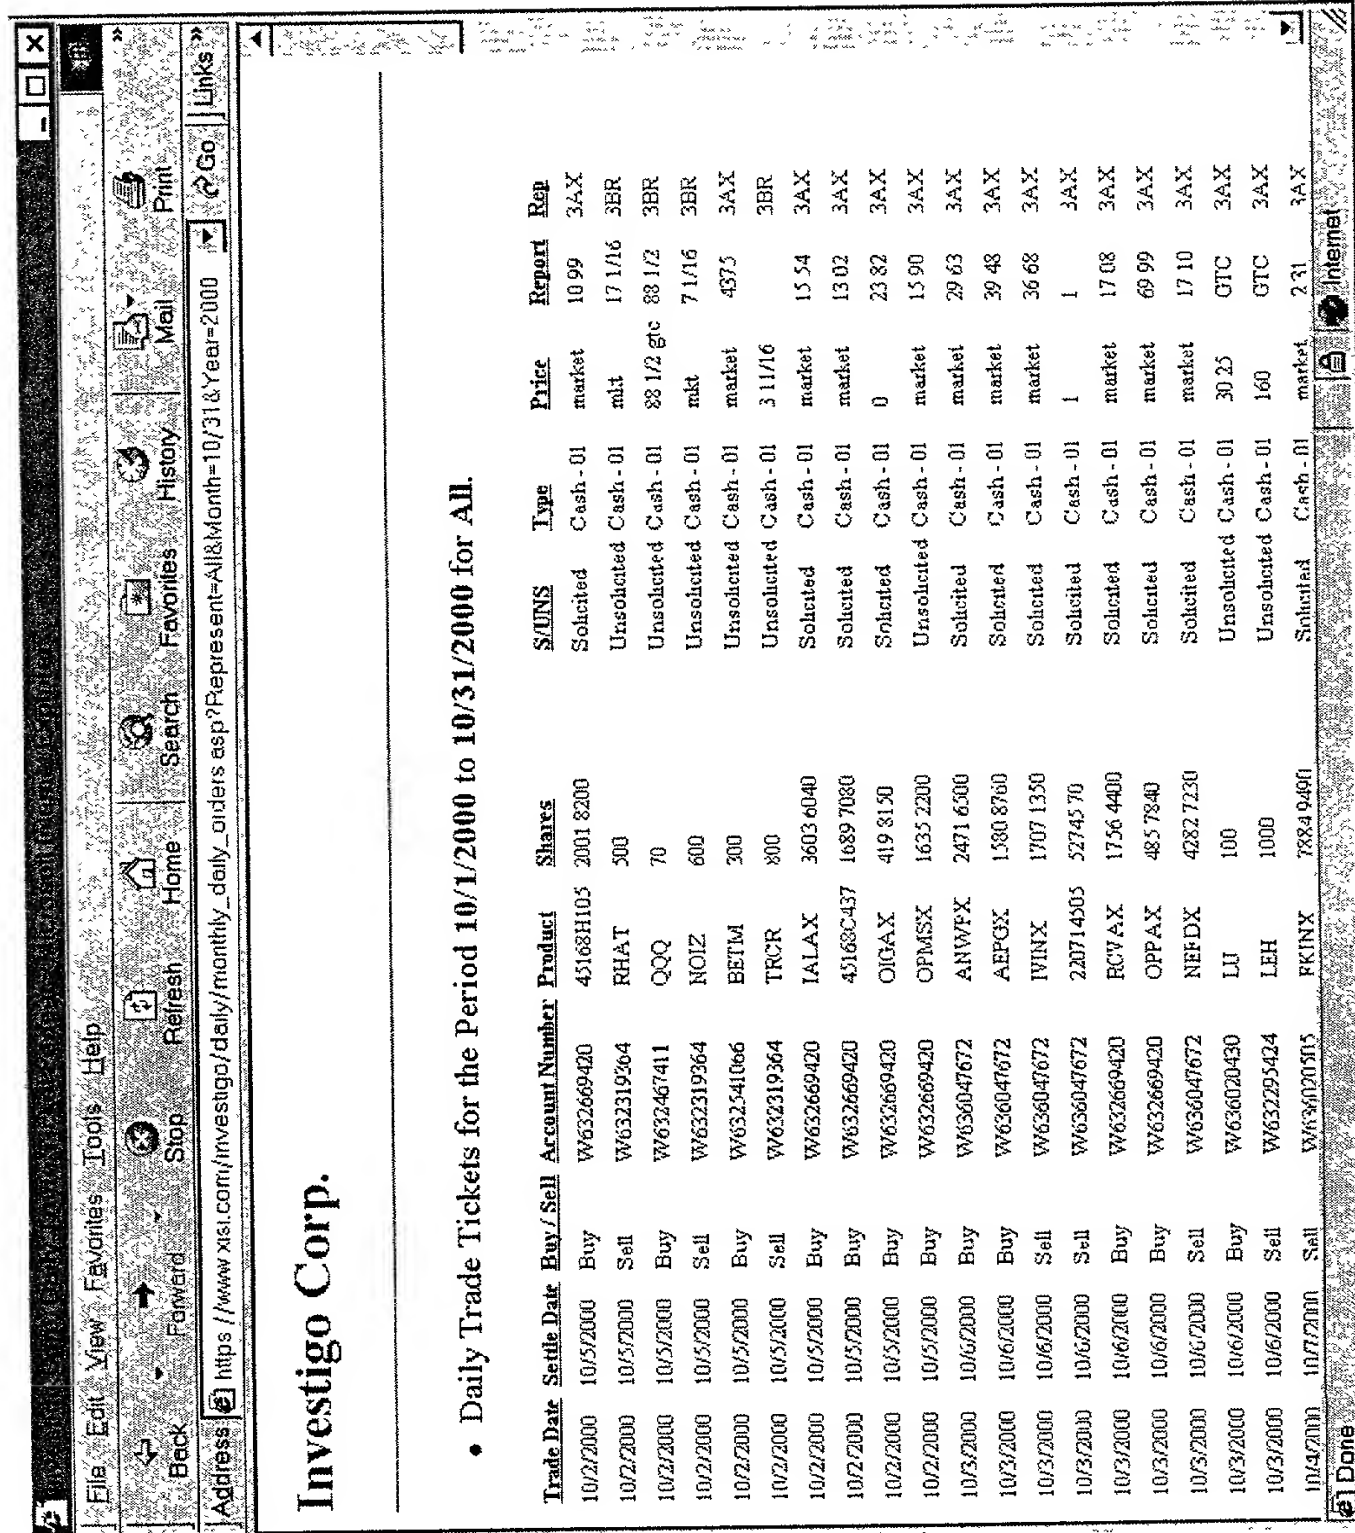 File Edit View Favorites Tools Help
Back Forward Stop Refresh Home Search Favorites History Mail Print
Address https //www xisi.com/investigo/daily/monthly_daily_orders asp?Represent=All&Month=10/31&Year=2000 Go Links »
Investigo Corp.
• Daily Trade Tickets for the Period 10/1/2000 to 10/31/2000 for All.
Trade Date Settle Date Buy / Sell Account Number Product Shares S/UNS Type Price Report Rep
10/2/2000 10/5/2000 Buy W632669420 45168H105 2001 8200 Solicited Cash - 01 market 10 99 3AX
10/2/2000 10/5/2000 Sell W632319364 RHAT 500 Unsolicited Cash - 01 mkt 17 1/16 3BR
10/2/2000 10/5/2000 Buy W632467411 QQQ 70 Unsolicited Cash - 01 88 1/2 gtc 88 1/2 3BR
10/2/2000 10/5/2000 Sell W632319364 NOIZ 600 Unsolicited Cash - 01 mkt 7 1/16 3BR
10/2/2000 10/5/2000 Buy W632541066 BETM 300 Unsolicited Cash - 01 market 4375 3AX
10/2/2000 10/5/2000 Sell W632319364 TRCR 800 Unsolicited Cash - 01 3 11/16 3BR
10/2/2000 10/5/2000 Buy W632669420 IALAX 3603 6040 Solicited Cash - 01 market 15 54 3AX
10/2/2000 10/5/2000 Buy W632669420 45168C437 1689 7080 Solicited Cash - 01 market 13 02 3AX
10/2/2000 10/5/2000 Buy W632669420 OIGAX 419 8150 Solicited Cash - 01 0 23 82 3AX
10/2/2000 10/5/2000 Buy W632669420 OPMSX 1635 2200 Unsolicited Cash - 01 market 15 90 3AX
10/3/2000 10/6/2000 Buy W636047672 ANWPX 2471 6500 Solicited Cash - 01 market 29 63 3AX
10/3/2000 10/6/2000 Buy W636047672 AEPGX 1580 8760 Solicited Cash - 01 market 39 48 3AX
10/3/2000 10/6/2000 Sell W636047672 IVINX 1707 1350 Solicited Cash - 01 market 36 68 3AX
10/3/2000 10/6/2000 Sell W636047672 220714505 52745 70 Solicited Cash - 01 1 1 3AX
10/3/2000 10/6/2000 Buy W632669420 RCVAX 1756 4400 Solicited Cash - 01 market 17 08 3AX
10/3/2000 10/6/2000 Buy W632669420 OPPAX 485 7840 Solicited Cash - 01 market 69 99 3AX
10/3/2000 10/6/2000 Sell W636047672 NEFDX 4282 7230 Solicited Cash - 01 market 17 10 3AX
10/3/2000 10/6/2000 Buy W636020430 LU 100 Unsolicited Cash - 01 30 25 GTC 3AX
10/3/2000 10/6/2000 Sell W632295424 LEH 1000 Unsolicited Cash - 01 160 GTC 3AX
10/4/2000 10/7/2000 Sell FKINX Solicited Cash - 01 market 2 31 3AX
Done Internet